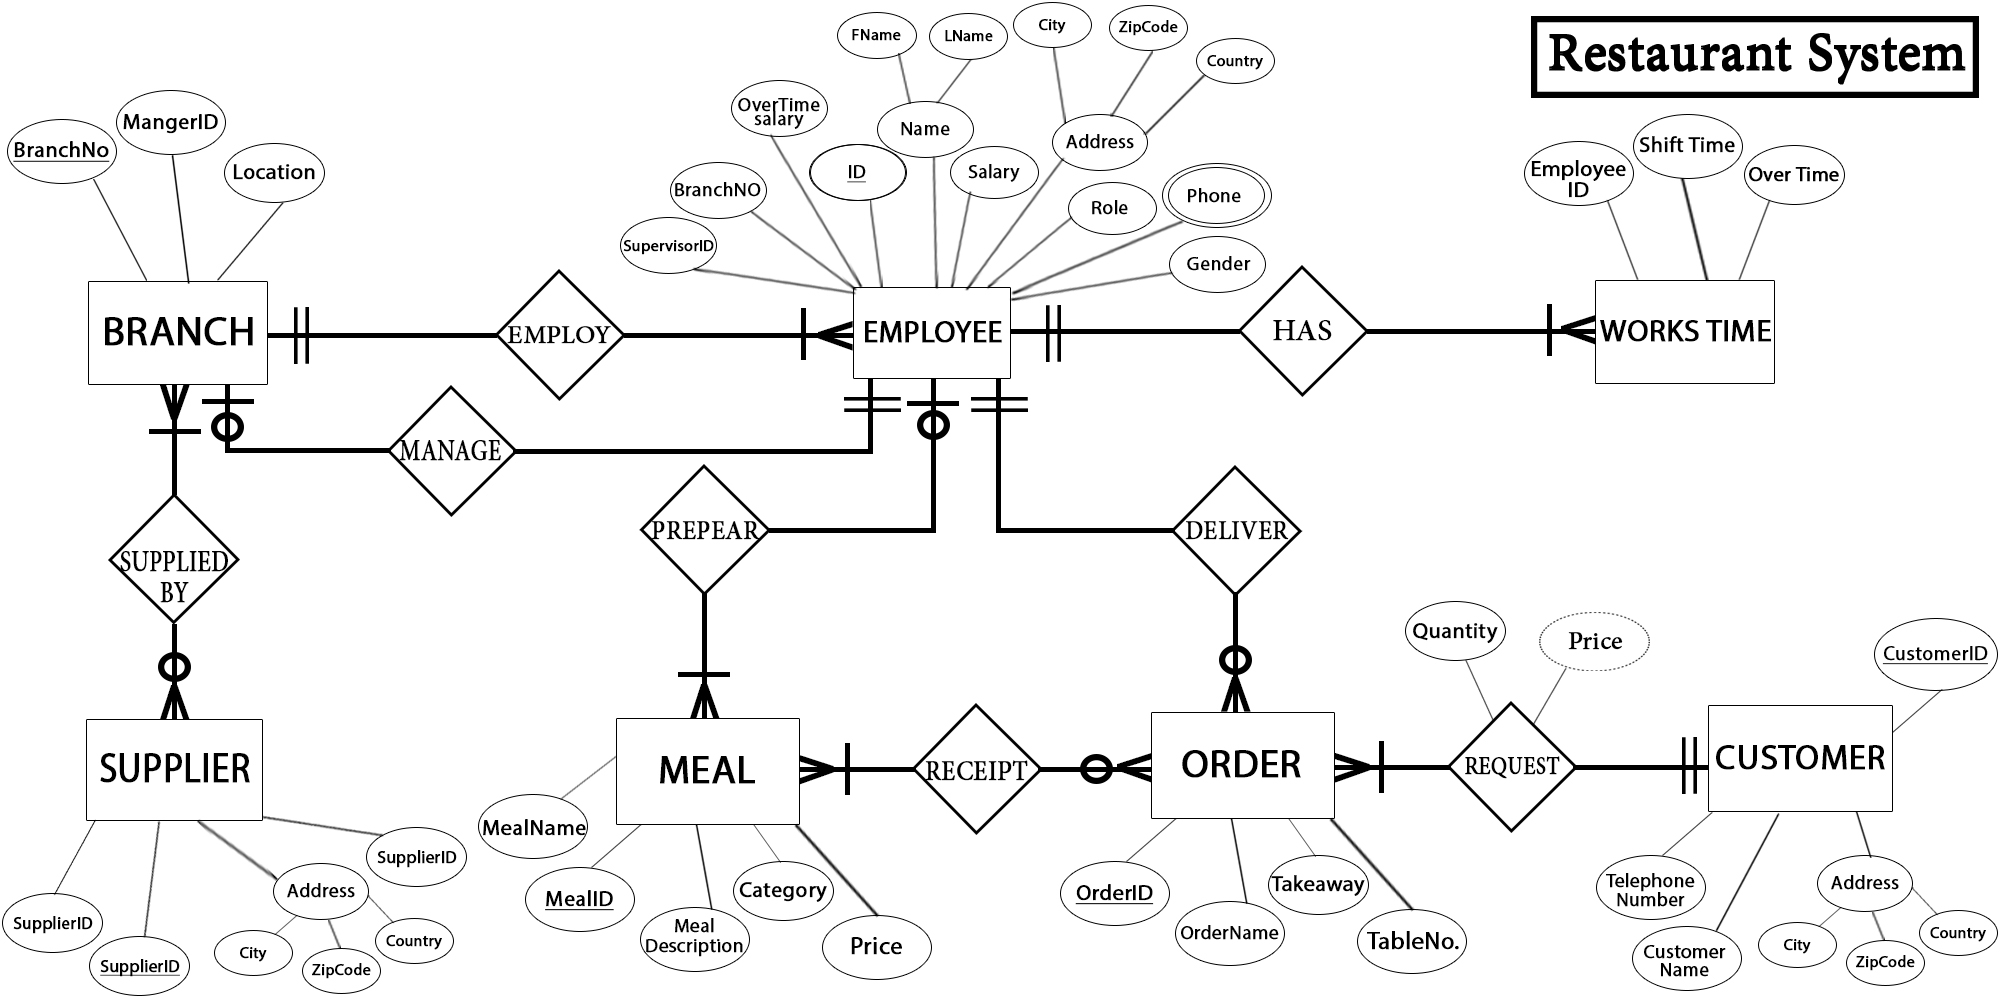 Restaurant System
BranchNo
MangerID
Location
OverTime
salary
FName
LName
Name
City
ZipCode
Country
Address
SupervisorID
BranchNO
ID
Salary
Role
Phone
Gender
Employee
ID
Shift Time
Over Time
BRANCH
EMPLOY
EMPLOYEE
HAS
WORKS TIME
MANAGE
SUPPLIED
BY
PREPEAR
DELIVER
Quantity
Price
CustomerID
SUPPLIER
MEAL
RECEIPT
ORDER
REQUEST
CUSTOMER
SupplierID
SupplierID
Address
SupplierID
City
ZipCode
Country
MealName
MealID
Meal
Description
Category
Price
OrderID
OrderName
Takeaway
TableNo.
Telephone
Number
Customer
Name
Address
City
ZipCode
Country